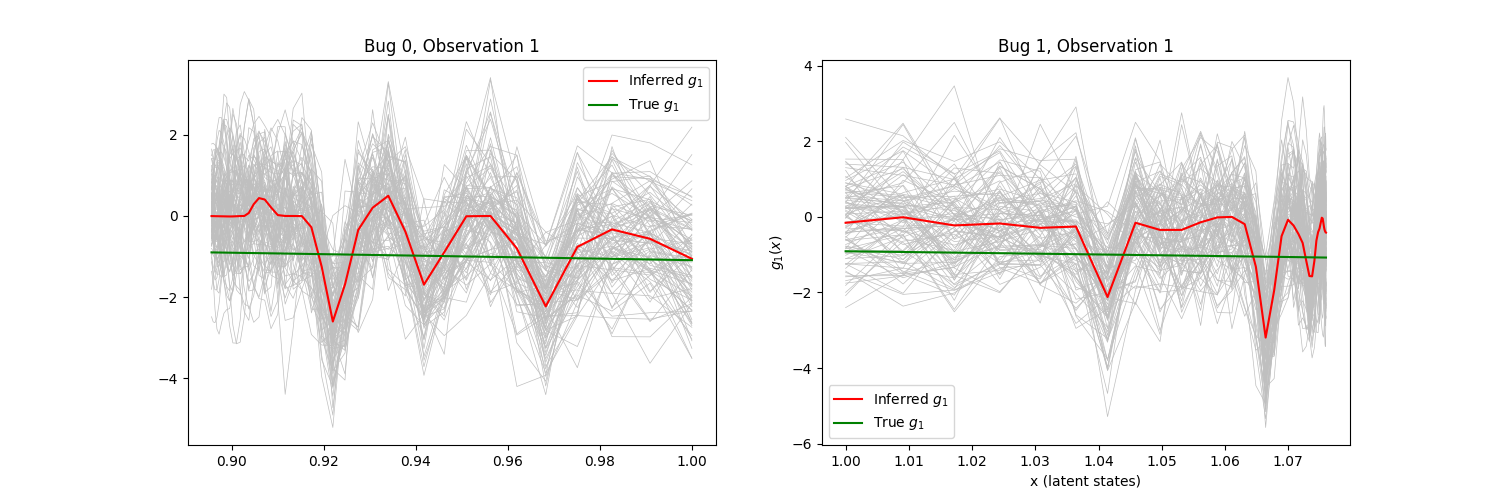 Bug 0, Observation 1
Inferred g₁
True g₁
2
0
−2
−4
0.90 0.92 0.94 0.96 0.98 1.00
Bug 1, Observation 1
4
2
0
−2
−4
−6
g₁(x)
Inferred g₁
True g₁
1.00 1.01 1.02 1.03 1.04 1.05 1.06 1.07
x (latent states)